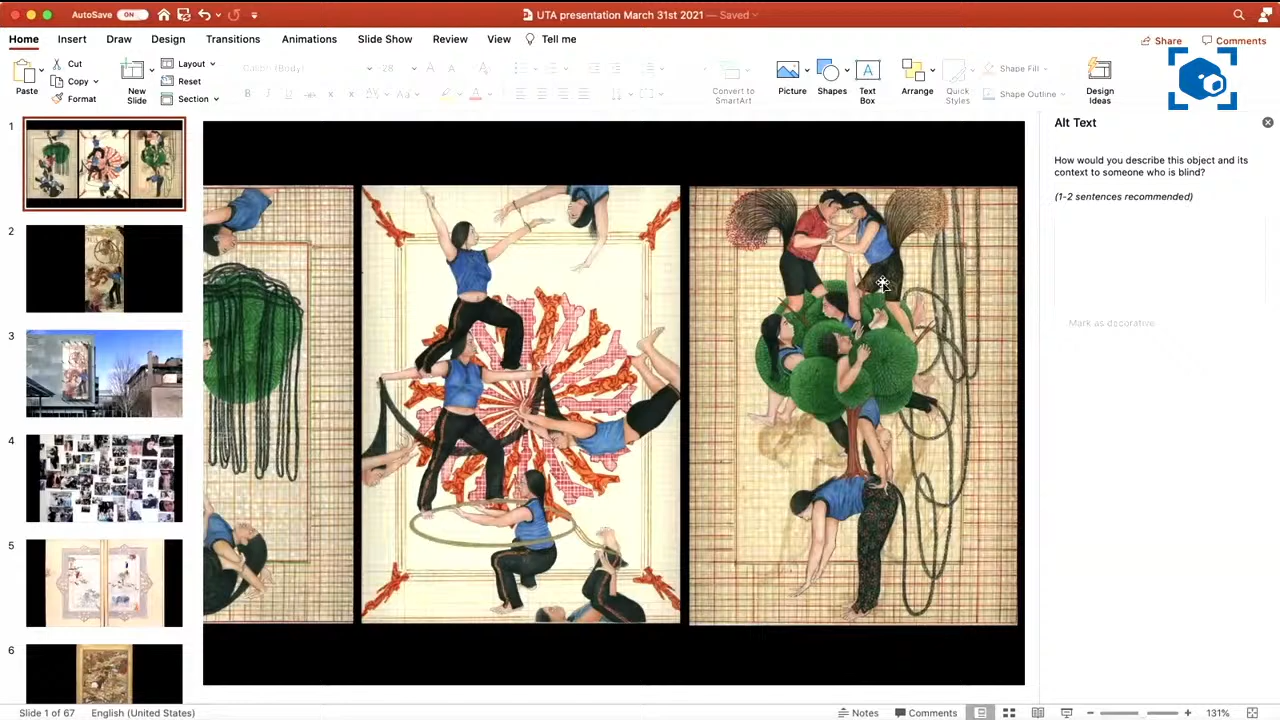 AutoSave ON UTA presentation March 31st 2021 — Saved
Home Insert Draw Design Transitions Animations Slide Show Review View Tell me Share Comments
Paste Cut Copy Format New Slide Layout Reset Section Calibri (Body) 28 Convert to SmartArt Picture Shapes Text Box Arrange Quick Styles Shape Fill Shape Outline Design Ideas
Alt Text
How would you describe this object and its
context to someone who is blind?
(1-2 sentences recommended)
Mark as decorative
1
2
3
4
5
6
Slide 1 of 67 English (United States) Notes Comments 131%